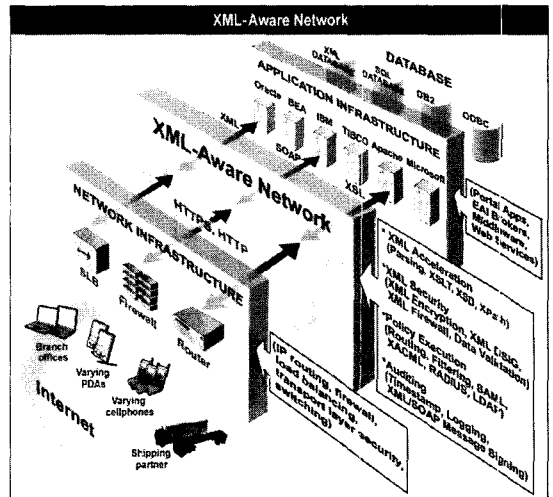 XML-Aware Network
DATABASE
XML
DATABASE
SQL
DATABASE
DB2
ODBC
APPLICATION INFRASTRUCTURE
Oracle
BEA
IBM
TIBCO
Apache
Microsoft
XML
SOAP
XSL
XML-Aware Network
HTTPS, HTTP
NETWORK INFRASTRUCTURE
SLB
Firewall
Router
Branch
offices
Varying
PDAs
Varying
cellphones
Internet
Shipping
partner
(IP routing, firewall,
load balancing,
transport layer security,
switching)
* XML Acceleration
(Parsing, XSLT, XSD, XPath)
*XML Security
(XML Encryption, XML DSIG,
XML Firewall, Data Validation)
*Policy Execution
(Routing, Filtering, SAML,
XACML, RADIUS, LDAP)
*Auditing
(Timestamp, Logging,
XML/SOAP Message Signing)
(Portal Apps,
EAI Brokers,
Middleware,
Web Services)